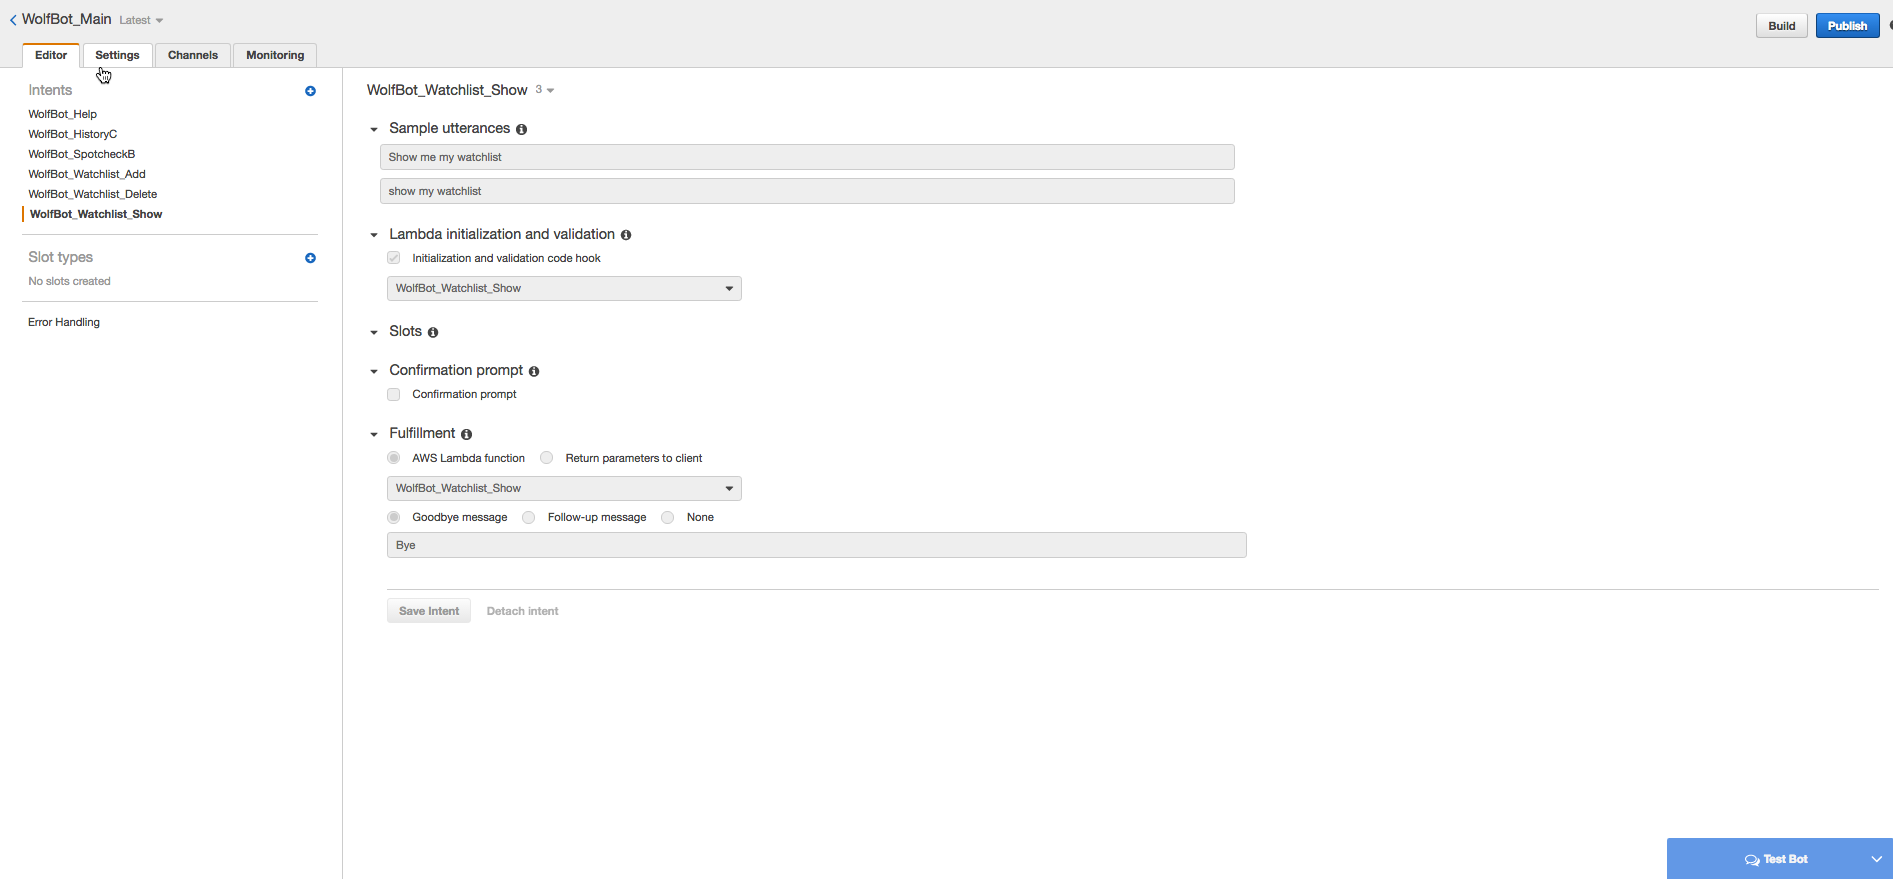 WolfBot_Main Latest
Build Publish
Editor Settings Channels Monitoring
Intents
WolfBot_Help
WolfBot_HistoryC
WolfBot_SpotcheckB
WolfBot_Watchlist_Add
WolfBot_Watchlist_Delete
WolfBot_Watchlist_Show
Slot types
No slots created
Error Handling
WolfBot_Watchlist_Show 3
Sample utterances
Show me my watchlist
show my watchlist
Lambda initialization and validation
Initialization and validation code hook
WolfBot_Watchlist_Show
Slots
Confirmation prompt
Confirmation prompt
Fulfillment
AWS Lambda function Return parameters to client
WolfBot_Watchlist_Show
Goodbye message Follow-up message None
Bye
Save Intent Detach intent
Test Bot